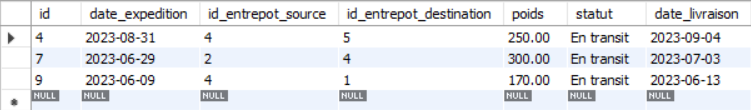 id date_expedition id_entrepot_source id_entrepot_destination poids statut date_livraison
4 2023-08-31 4 5 250.00 En transit 2023-09-04
7 2023-06-29 2 4 300.00 En transit 2023-07-03
9 2023-06-09 4 1 170.00 En transit 2023-06-13
NULL NULL NULL NULL NULL NULL NULL